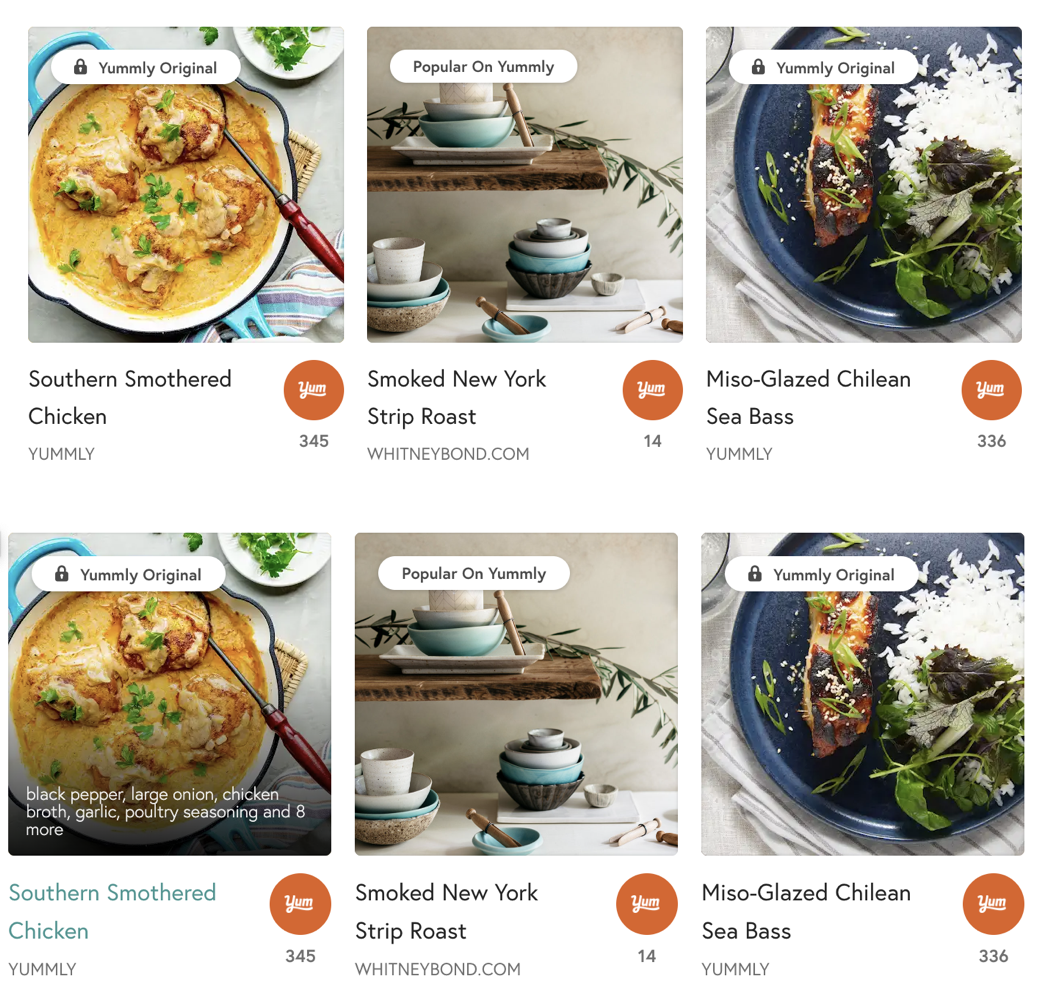 Yummly Original
Popular On Yummly
Yummly Original
Southern Smothered
Chicken
YUMMLY
Yum
345
Smoked New York
Strip Roast
WHITNEYBOND.COM
Yum
14
Miso-Glazed Chilean
Sea Bass
YUMMLY
Yum
336
Yummly Original
Popular On Yummly
Yummly Original
black pepper, large onion, chicken
broth, garlic, poultry seasoning and 8
more
Southern Smothered
Chicken
YUMMLY
Yum
345
Smoked New York
Strip Roast
WHITNEYBOND.COM
Yum
14
Miso-Glazed Chilean
Sea Bass
YUMMLY
Yum
336